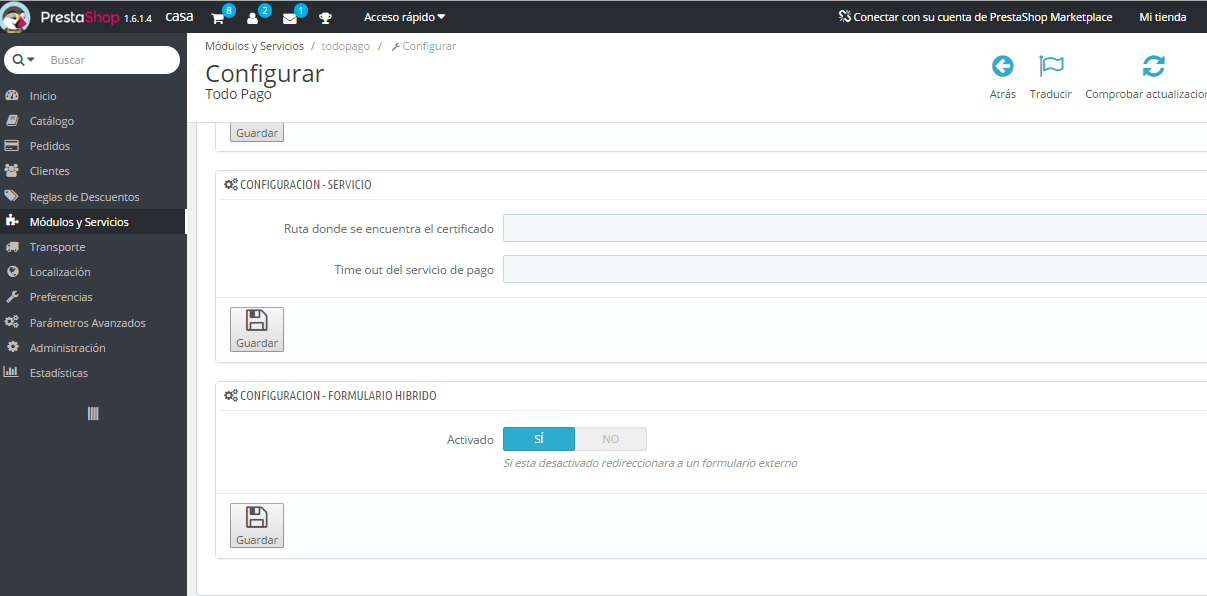 PrestaShop 1.6.1.4 casa 8 2 1 Acceso rápido Conectar con su cuenta de PrestaShop Marketplace Mi tienda
Buscar
Inicio
Catálogo
Pedidos
Clientes
Reglas de Descuentos
Módulos y Servicios
Transporte
Localización
Preferencias
Parámetros Avanzados
Administración
Estadísticas
Módulos y Servicios / todopago / Configurar
Configurar
Todo Pago
Atrás Traducir Comprobar actualizacion
Guardar
CONFIGURACION - SERVICIO
Ruta donde se encuentra el certificado
Time out del servicio de pago
Guardar
CONFIGURACION - FORMULARIO HIBRIDO
Activado SÍ NO
Si esta desactivado redireccionara a un formulario externo
Guardar